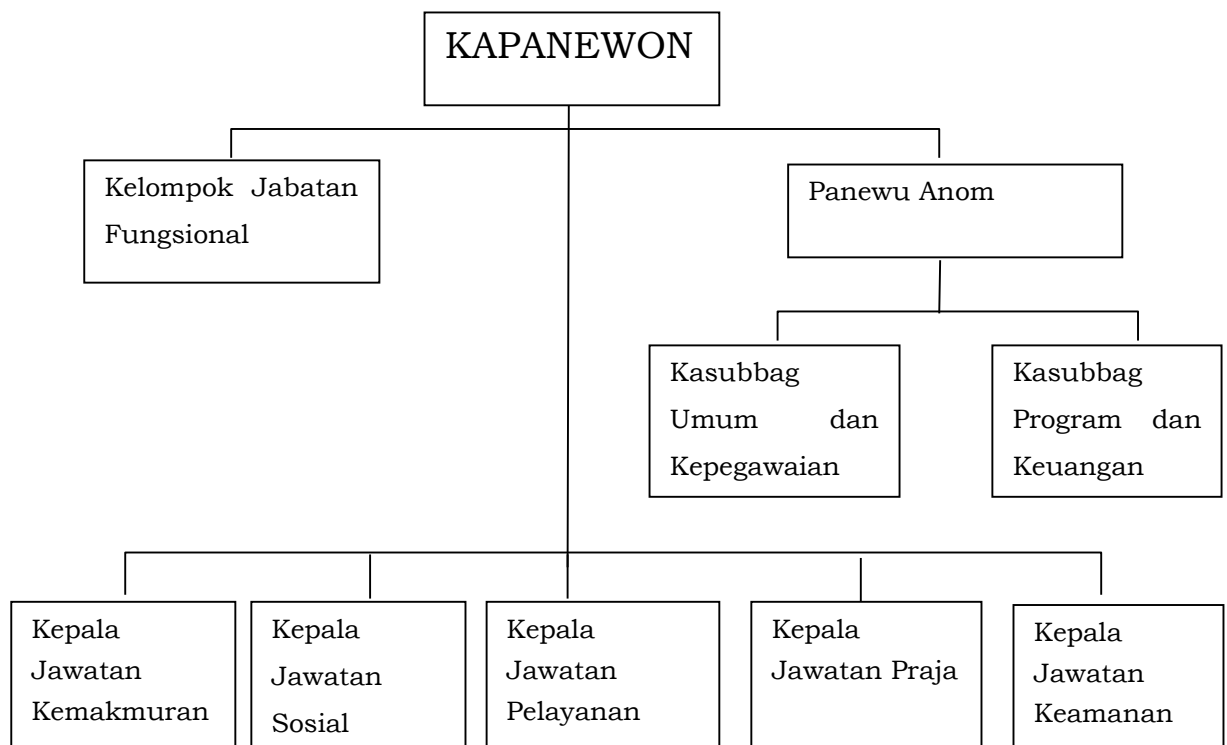 KAPANEWON
Kelompok Jabatan
Fungsional
Panewu Anom
Kasubbag
Umum dan
Kepegawaian
Kasubbag
Program dan
Keuangan
Kepala
Jawatan
Kemakmuran
Kepala
Jawatan
Sosial
Kepala
Jawatan
Pelayanan
Kepala
Jawatan Praja
Kepala
Jawatan
Keamanan